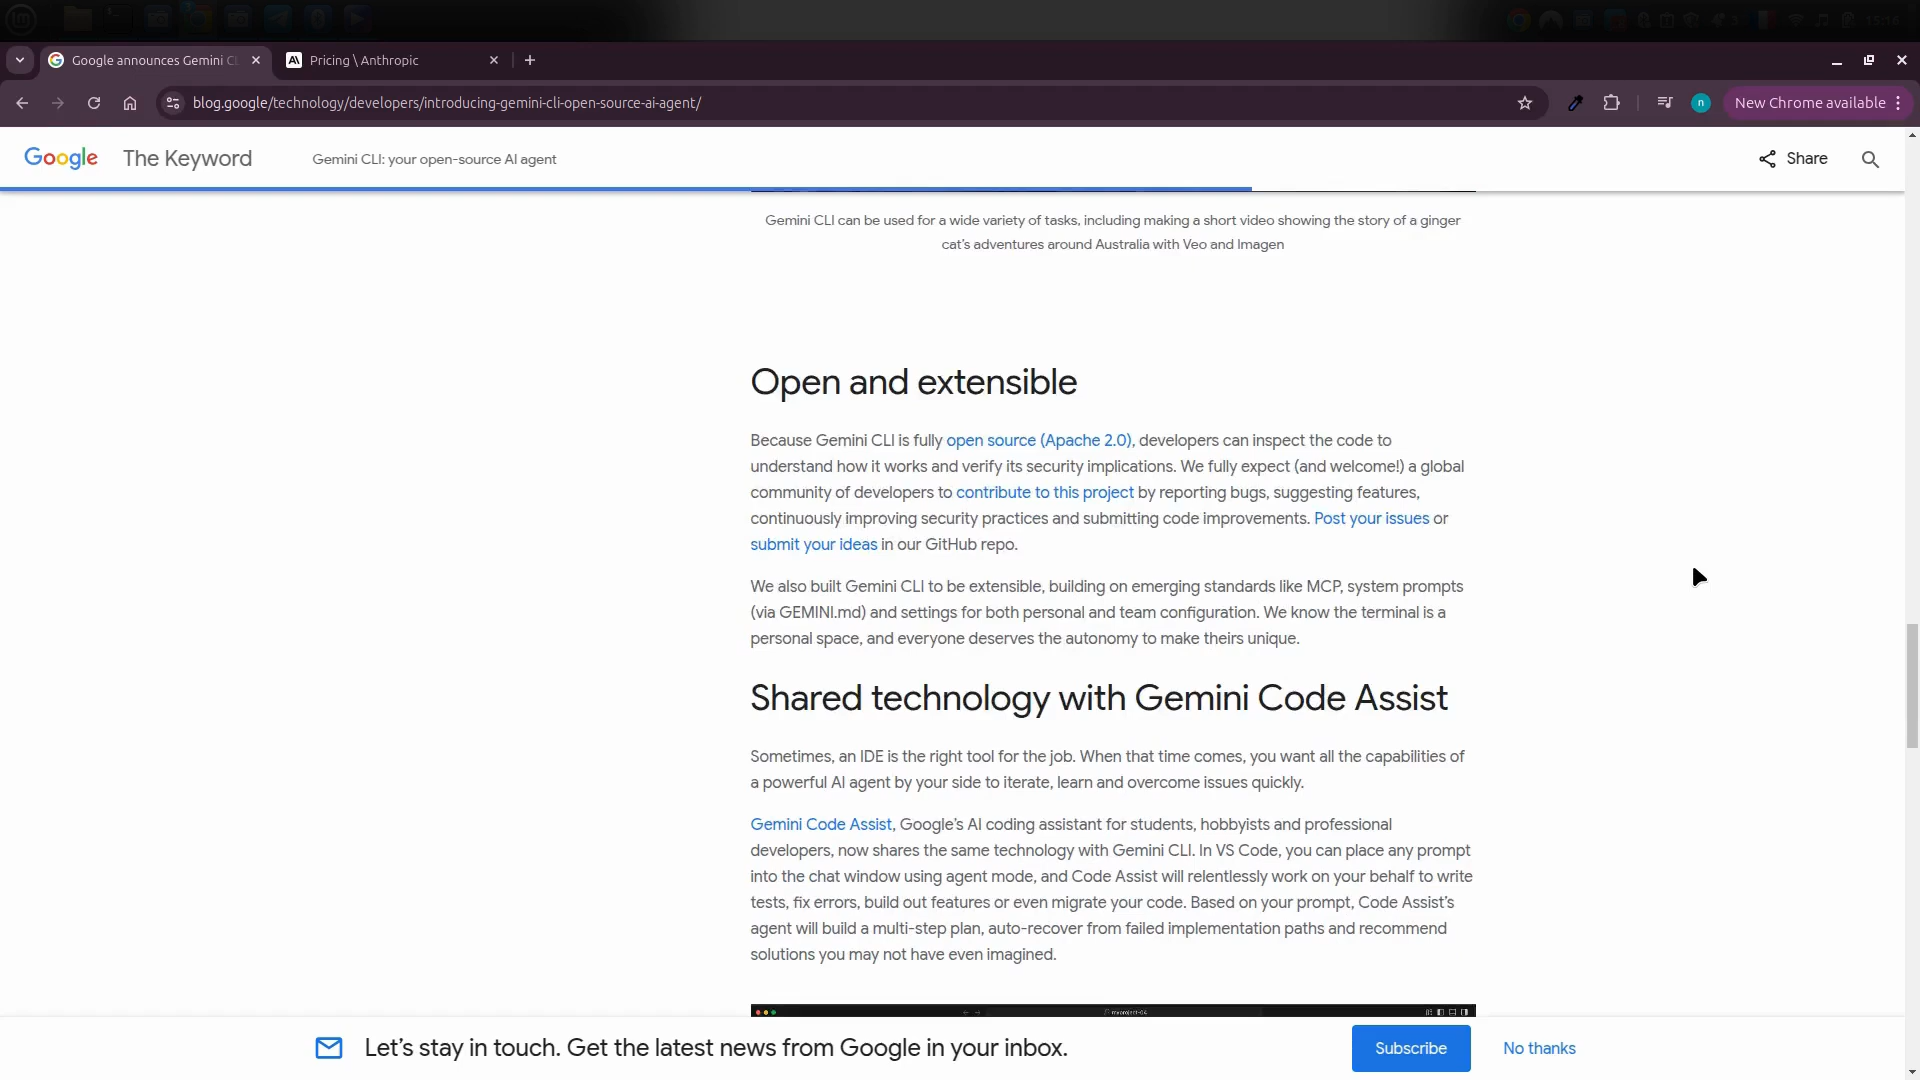 15:16
Google announces Gemini C
Pricing \ Anthropic
blog.google/technology/developers/introducing-gemini-cli-open-source-ai-agent/
n
New Chrome available
Google The Keyword
Gemini CLI: your open-source AI agent
Share
Gemini CLI can be used for a wide variety of tasks, including making a short video showing the story of a ginger
cat's adventures around Australia with Veo and Imagen
Open and extensible
Because Gemini CLI is fully open source (Apache 2.0), developers can inspect the code to
understand how it works and verify its security implications. We fully expect (and welcome!) a global
community of developers to contribute to this project by reporting bugs, suggesting features,
continuously improving security practices and submitting code improvements. Post your issues or
submit your ideas in our GitHub repo.
We also built Gemini CLI to be extensible, building on emerging standards like MCP, system prompts
(via GEMINI.md) and settings for both personal and team configuration. We know the terminal is a
personal space, and everyone deserves the autonomy to make theirs unique.
Shared technology with Gemini Code Assist
Sometimes, an IDE is the right tool for the job. When that time comes, you want all the capabilities of
a powerful AI agent by your side to iterate, learn and overcome issues quickly.
Gemini Code Assist, Google's AI coding assistant for students, hobbyists and professional
developers, now shares the same technology with Gemini CLI. In VS Code, you can place any prompt
into the chat window using agent mode, and Code Assist will relentlessly work on your behalf to write
tests, fix errors, build out features or even migrate your code. Based on your prompt, Code Assist's
agent will build a multi-step plan, auto-recover from failed implementation paths and recommend
solutions you may not have even imagined.
myproject-04
Let's stay in touch. Get the latest news from Google in your inbox.
Subscribe
No thanks